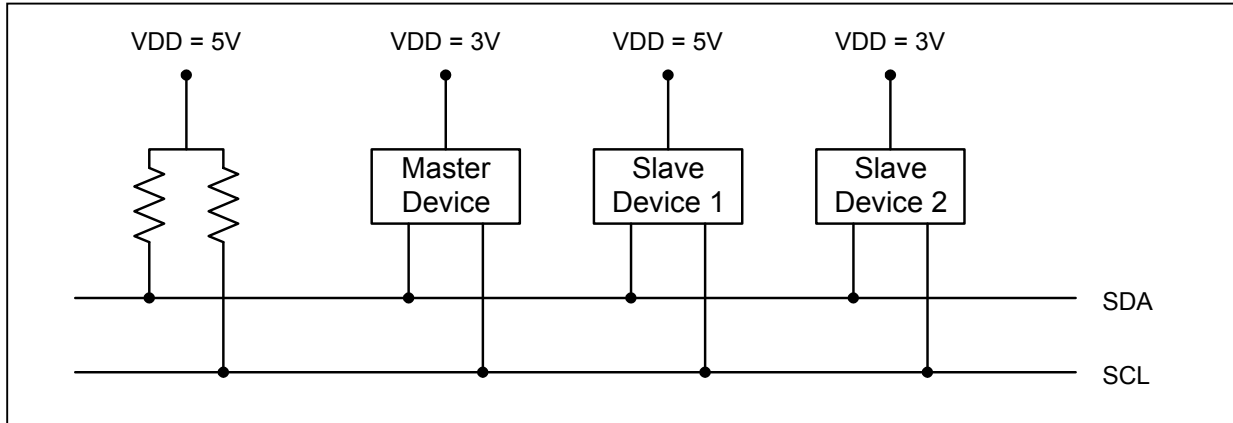 VDD = 5V
VDD = 3V
VDD = 5V
VDD = 3V
Master
Device
Slave
Device 1
Slave
Device 2
SDA
SCL